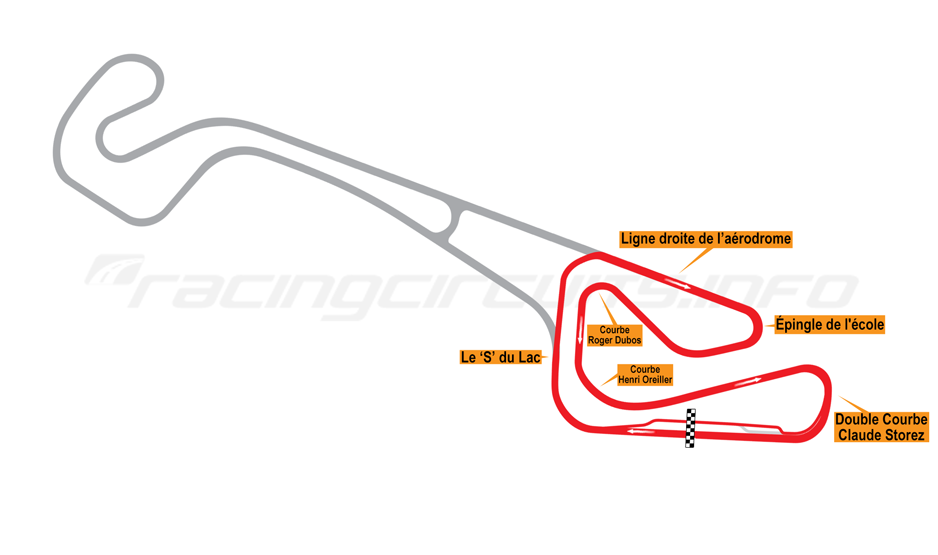 Ligne droite de l'aérodrome
racingcircuits.info
Épingle de l'école
Courbe
Roger Dubos
Le ‘S’ du Lac
Courbe
Henri Oreiller
Double Courbe
Claude Storez